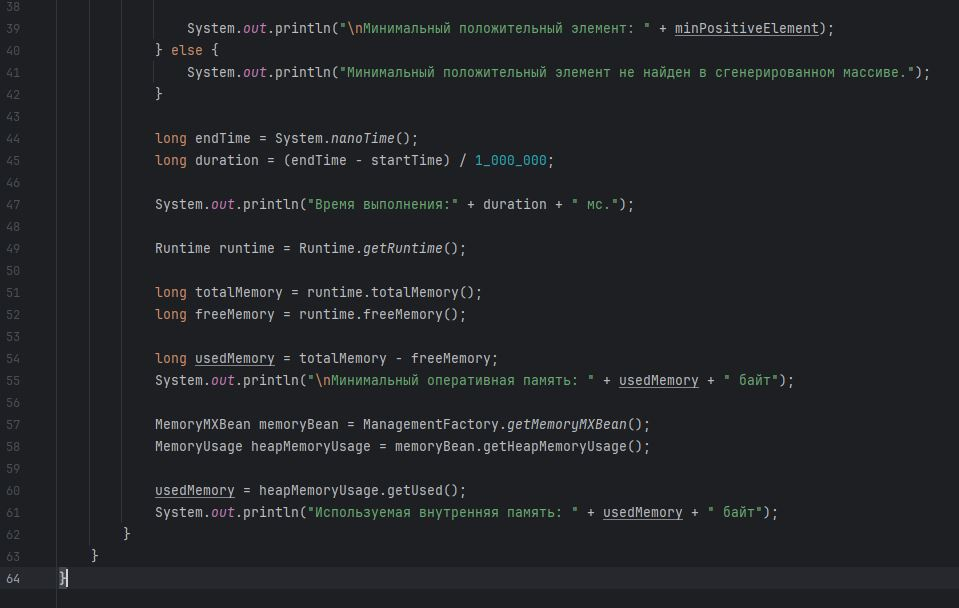 38
39 System.out.println("\nМинимальный положительный элемент: " + minPositiveElement);
40 } else {
41 System.out.println("Минимальный положительный элемент не найден в сгенерированном массиве.");
42 }
43
44 long endTime = System.nanoTime();
45 long duration = (endTime - startTime) / 1_000_000;
46
47 System.out.println("Время выполнения:" + duration + " мс.");
48
49 Runtime runtime = Runtime.getRuntime();
50
51 long totalMemory = runtime.totalMemory();
52 long freeMemory = runtime.freeMemory();
53
54 long usedMemory = totalMemory - freeMemory;
55 System.out.println("\nМинимальный оперативная память: " + usedMemory + " байт");
56
57 MemoryMXBean memoryBean = ManagementFactory.getMemoryMXBean();
58 MemoryUsage heapMemoryUsage = memoryBean.getHeapMemoryUsage();
59
60 usedMemory = heapMemoryUsage.getUsed();
61 System.out.println("Используемая внутренняя память: " + usedMemory + " байт");
62 }
63 }
64 }